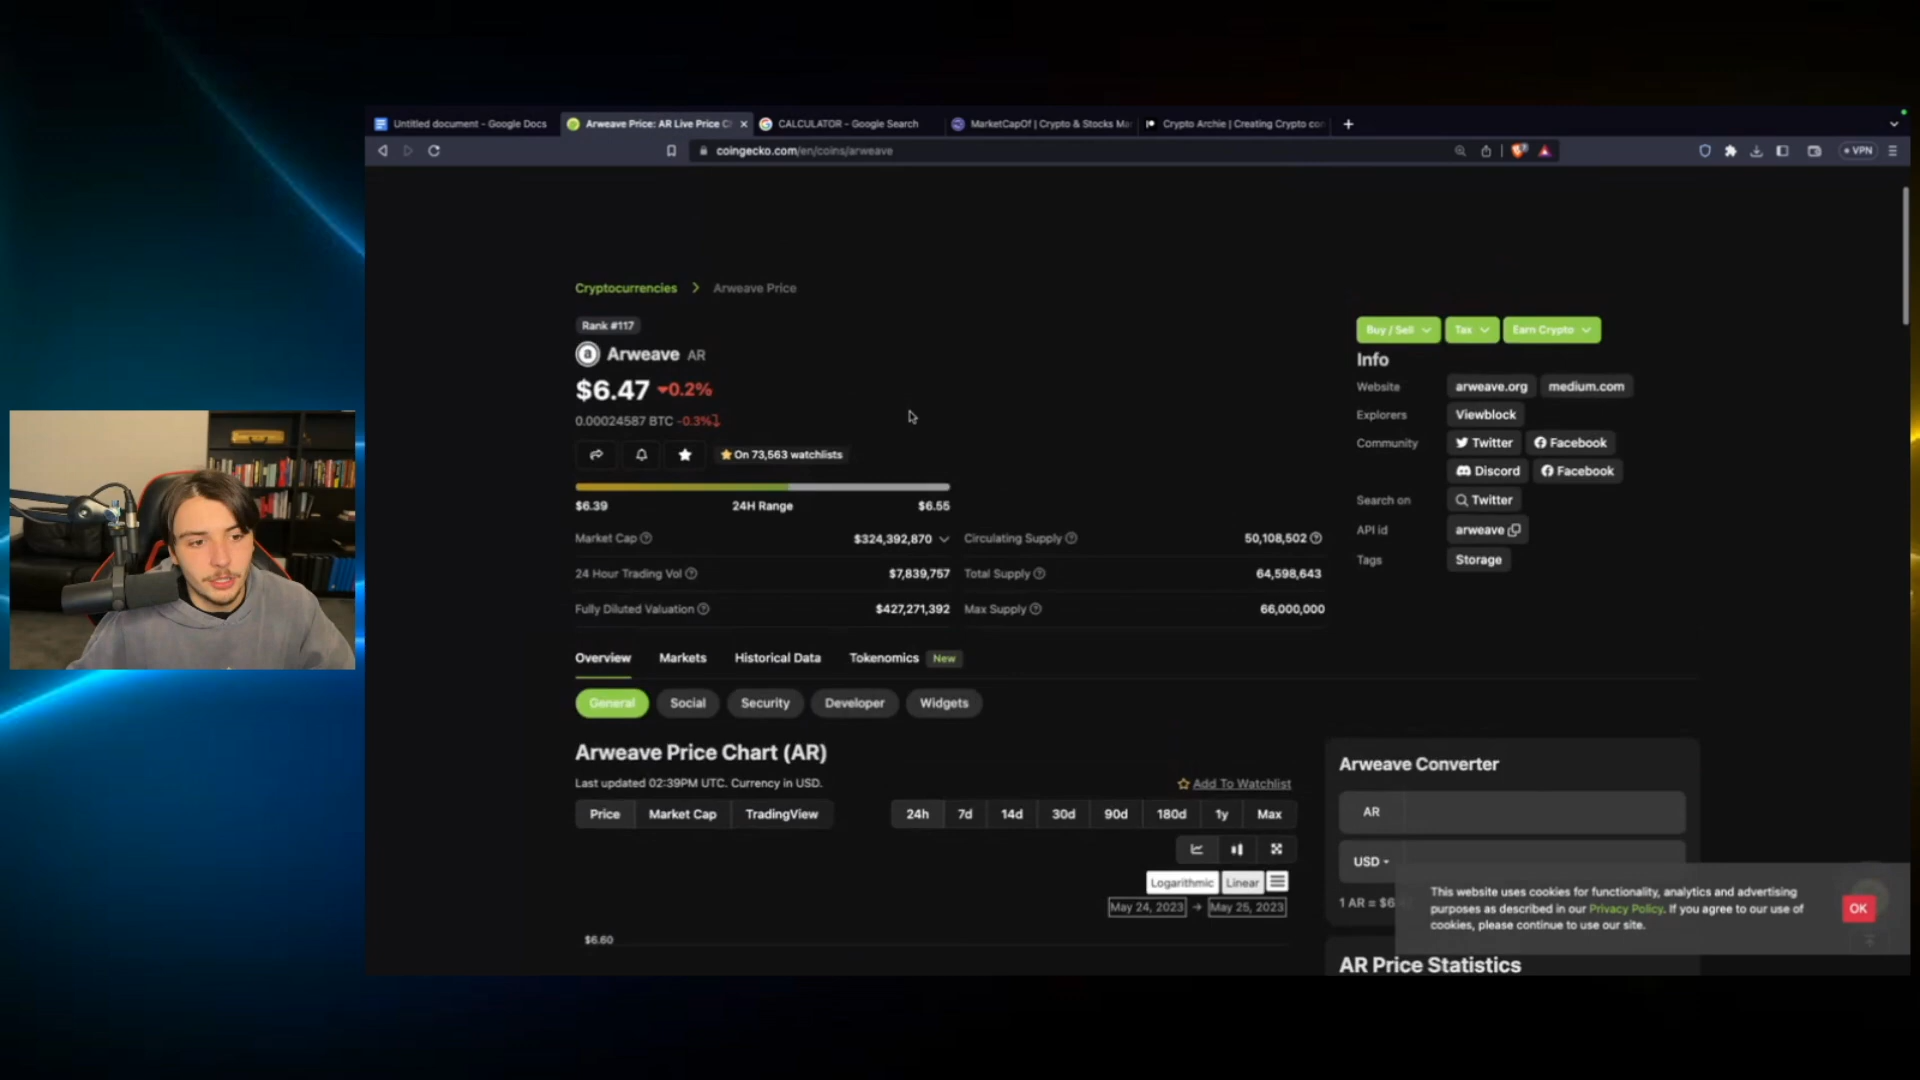 Untitled document - Google Docs
Arweave Price: AR Live Price C
CALCULATOR - Google Search
MarketCapOf | Crypto & Stocks Ma
Crypto Archie | Creating Crypto con
coingecko.com/en/coins/arweave
VPN
Cryptocurrencies > Arweave Price
Rank #117
Arweave AR
$6.47 0.2%
0.00024587 BTC -0.3%
On 73,563 watchlists
$6.39 24H Range $6.55
Market Cap $324,392,870
Circulating Supply 50,108,502
24 Hour Trading Vol $7,839,757
Total Supply 64,598,643
Fully Diluted Valuation $427,271,392
Max Supply 66,000,000
Buy / Sell Tax Earn Crypto
Info
Website arweave.org medium.com
Explorers Viewblock
Community Twitter Facebook
Discord Facebook
Search on Twitter
API id arweave
Tags Storage
Overview Markets Historical Data Tokenomics New
General Social Security Developer Widgets
Arweave Price Chart (AR)
Last updated 02:39PM UTC. Currency in USD.
Add To Watchlist
Price Market Cap TradingView
24h 7d 14d 30d 90d 180d 1y Max
Logarithmic Linear
May 24, 2023 → May 25, 2023
$6.60
Arweave Converter
AR
USD
1 AR = $6
This website uses cookies for functionality, analytics and advertising
purposes as described in our Privacy Policy. If you agree to our use of
cookies, please continue to use our site.
OK
AR Price Statistics